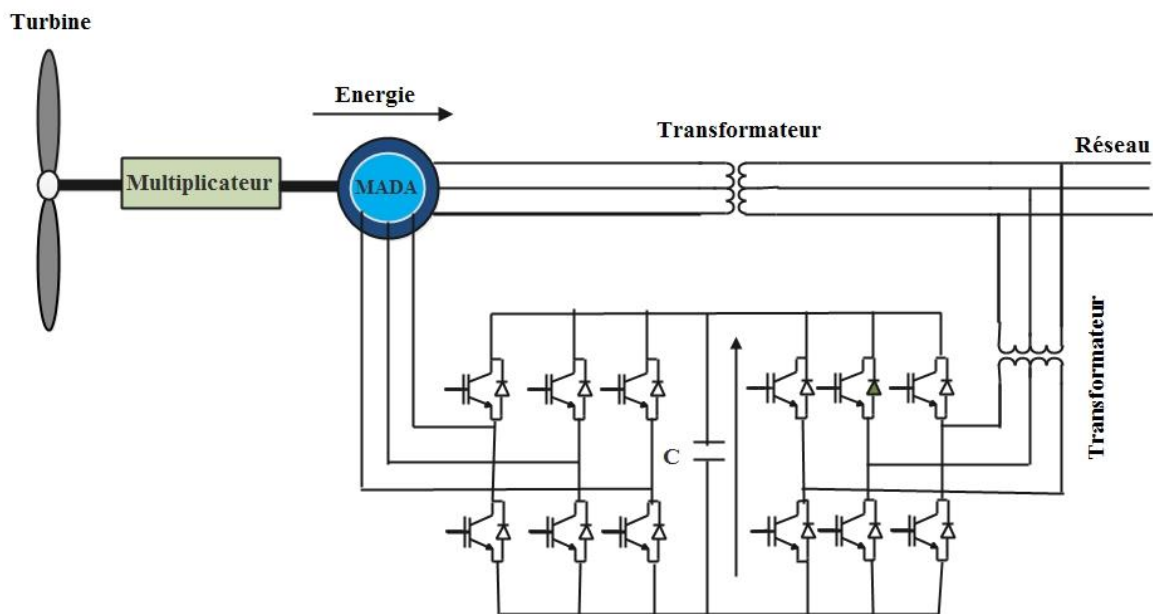 Turbine
Energie
Transformateur
Réseau
Multiplicateur
MADA
Transformateur
C